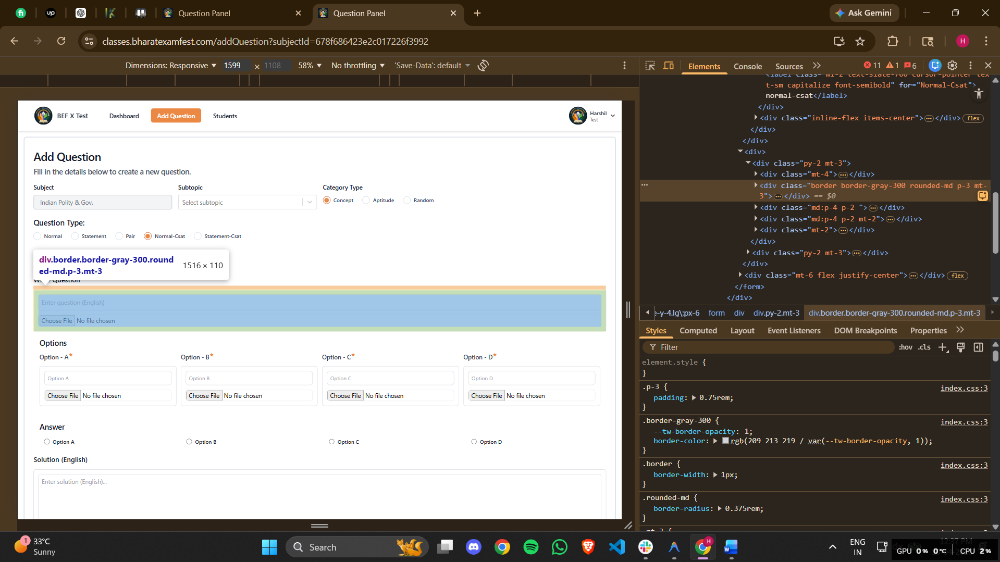 Question Panel
Question Panel
Ask Gemini
classes.bharatexamfest.com/addQuestion?subjectId=678f686423e2c017226f3992
H
Dimensions: Responsive 1599 × 1108 58% No throttling 'Save-Data': default
Elements Console Sources 11 1 6
BEF X Test Dashboard Add Question Students Harshil
Test
Add Question
Fill in the details below to create a new question.
Subject Subtopic Category Type
Indian Polity & Gov. Select subtopic Concept Aptitude Random
Question Type:
Normal Statement Pair Normal-Csat Statement-Csat
div.border.border-gray-300.round
ed-md.p-3.mt-3 1516 × 110
Question
Enter question (English)
Choose File No file chosen
Options
Option - A* Option - B* Option - C* Option - D*
Option A Option B Option C Option D
Choose File No file chosen Choose File No file chosen Choose File No file chosen Choose File No file chosen
Answer
Option A Option B Option C Option D
Solution (English)
Enter solution (English)...
<label class="ml-2 text-slate-700 cursor-pointer tex
t-sm capitalize font-semibold" for="Normal-Csat">
normal-csat</label>
</div>
<div class="inline-flex items-center">…</div> flex
</div>
</div>
<div>
<div class="py-2 mt-3">
<div class="mt-4">…</div>
<div class="border border-gray-300 rounded-md p-3 mt-
3">…</div> == $0
<div class="md:p-4 p-2 ">…</div>
<div class="md:p-4 p-2 mt-2">…</div>
<div class="mt-2">…</div>
</div>
<div class="py-2 mt-3">…</div>
</div>
<div class="mt-6 flex justify-center">…</div> flex
</form>
</div>
e-y-4.lg\:px-6 form div div.py-2.mt-3 div.border.border-gray-300.rounded-md.p-3.mt-3
Styles Computed Layout Event Listeners DOM Breakpoints Properties
Filter :hov .cls
element.style {
}
.p-3 { index.css:3
padding: 0.75rem;
}
.border-gray-300 { index.css:3
--tw-border-opacity: 1;
border-color: rgb(209 213 219 / var(--tw-border-opacity, 1));
}
.border { index.css:3
border-width: 1px;
}
.rounded-md { index.css:3
border-radius: 0.375rem;
}
.mt-3 {
1 33°C
Sunny
Search
ENG
IN
12:37 PM
GPU 0% 0°C CPU 2%